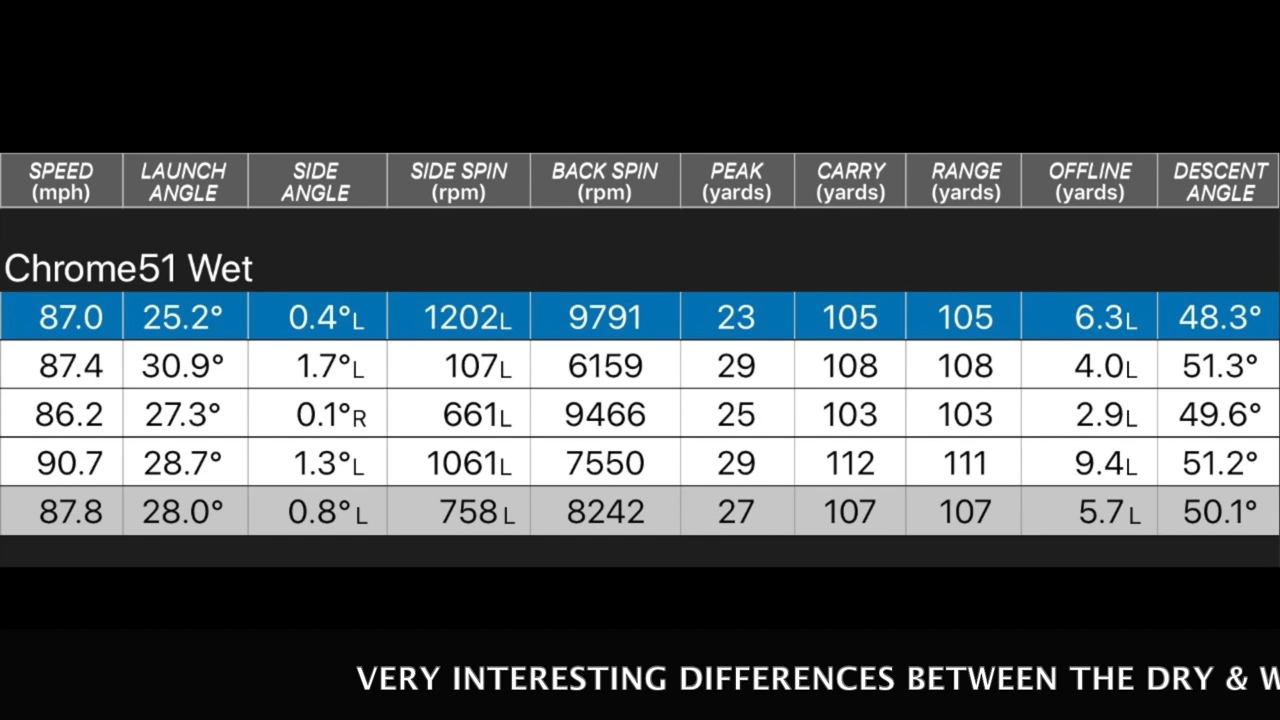 SPEED (mph) LAUNCH ANGLE SIDE ANGLE SIDE SPIN (rpm) BACK SPIN (rpm) PEAK (yards) CARRY (yards) RANGE (yards) OFFLINE (yards) DESCENT ANGLE
Chrome51 Wet
87.0 25.2° 0.4°L 1202L 9791 23 105 105 6.3L 48.3°
87.4 30.9° 1.7°L 107L 6159 29 108 108 4.0L 51.3°
86.2 27.3° 0.1°R 661L 9466 25 103 103 2.9L 49.6°
90.7 28.7° 1.3°L 1061L 7550 29 112 111 9.4L 51.2°
87.8 28.0° 0.8°L 758L 8242 27 107 107 5.7L 50.1°
VERY INTERESTING DIFFERENCES BETWEEN THE DRY &